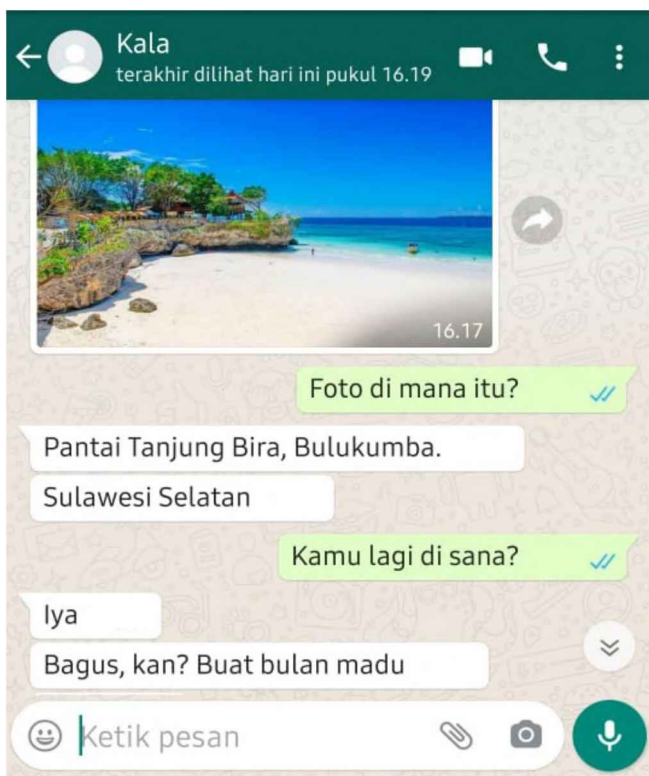 Kala
terakhir dilihat hari ini pukul 16.19
16.17
Foto di mana itu?
Pantai Tanjung Bira, Bulukumba.
Sulawesi Selatan
Kamu lagi di sana?
Iya
Bagus, kan? Buat bulan madu
Ketik pesan